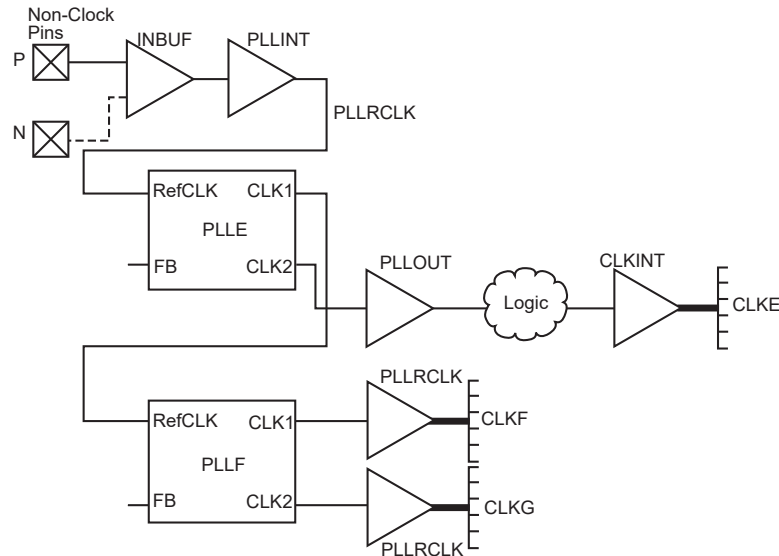 Non-Clock
Pins
P
N
INBUF
PLLINT
PLLRCLK
RefCLK
CLK1
PLLE
FB
CLK2
PLLOUT
Logic
CLKINT
CLKE
RefCLK
CLK1
PLLF
FB
CLK2
PLLRCLK
CLKF
CLKG
PLLRCLK